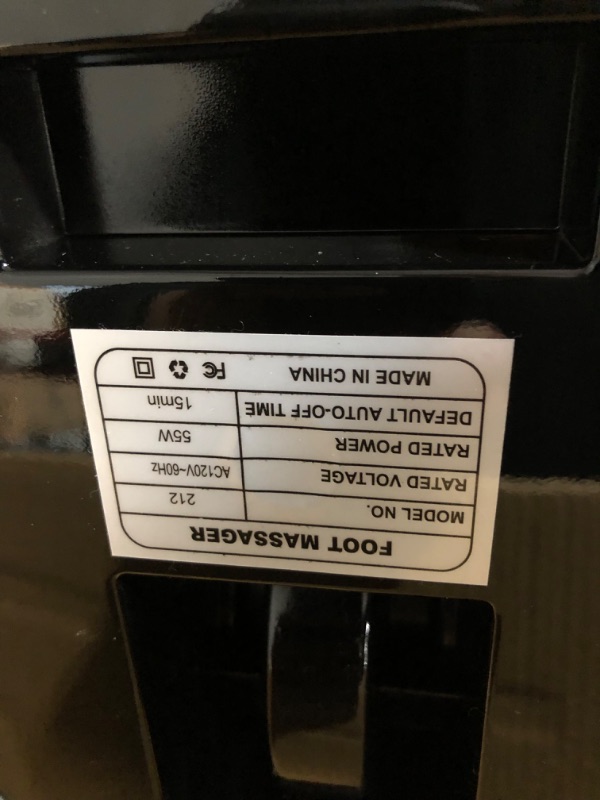 FOOT MASSAGER
MODEL NO. 212
RATED VOLTAGE AC120V~60Hz
RATED POWER 55W
DEFAULT AUTO-OFF TIME 15min
MADE IN CHINA FC